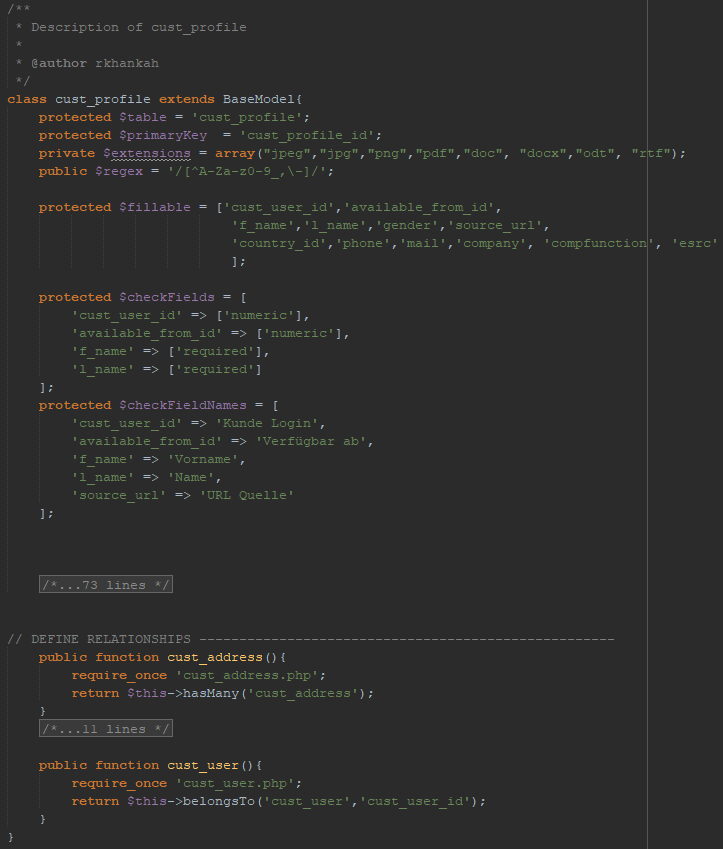 /**
 * Description of cust_profile
 *
 * @author rkhankah
 */
class cust_profile extends BaseModel{
    protected $table = 'cust_profile';
    protected $primaryKey  = 'cust_profile_id';
    private $extensions = array("jpeg","jpg","png","pdf","doc", "docx","odt", "rtf");
    public $regex = '/[^A-Za-z0-9_,\-]/';

    protected $fillable = ['cust_user_id','available_from_id',
                            'f_name','l_name','gender','source_url',
                            'country_id','phone','mail','company', 'compfunction', 'esrc'
                            ];

    protected $checkFields = [
        'cust_user_id' => ['numeric'],
        'available_from_id' => ['numeric'],
        'f_name' => ['required'],
        'l_name' => ['required']
    ];
    protected $checkFieldNames = [
        'cust_user_id' => 'Kunde Login',
        'available_from_id' => 'Verfügbar ab',
        'f_name' => 'Vorname',
        'l_name' => 'Name',
        'source_url' => 'URL Quelle'
    ];

    /*...73 lines */

// DEFINE RELATIONSHIPS ----------------------------------------------------
    public function cust_address(){
        require_once 'cust_address.php';
        return $this->hasMany('cust_address');
    }
    /*...11 lines */

    public function cust_user(){
        require_once 'cust_user.php';
        return $this->belongsTo('cust_user','cust_user_id');
    }
}